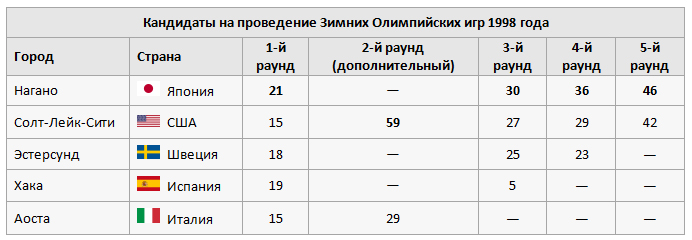 Кандидаты на проведение Зимних Олимпийских игр 1998 года
Город Страна 1-й раунд 2-й раунд (дополнительный) 3-й раунд 4-й раунд 5-й раунд
Нагано Япония 21 — 30 36 46
Солт-Лейк-Сити США 15 59 27 29 42
Эстерсунд Швеция 18 — 25 23 —
Хака Испания 19 — 5 — —
Аоста Италия 15 29 — — —